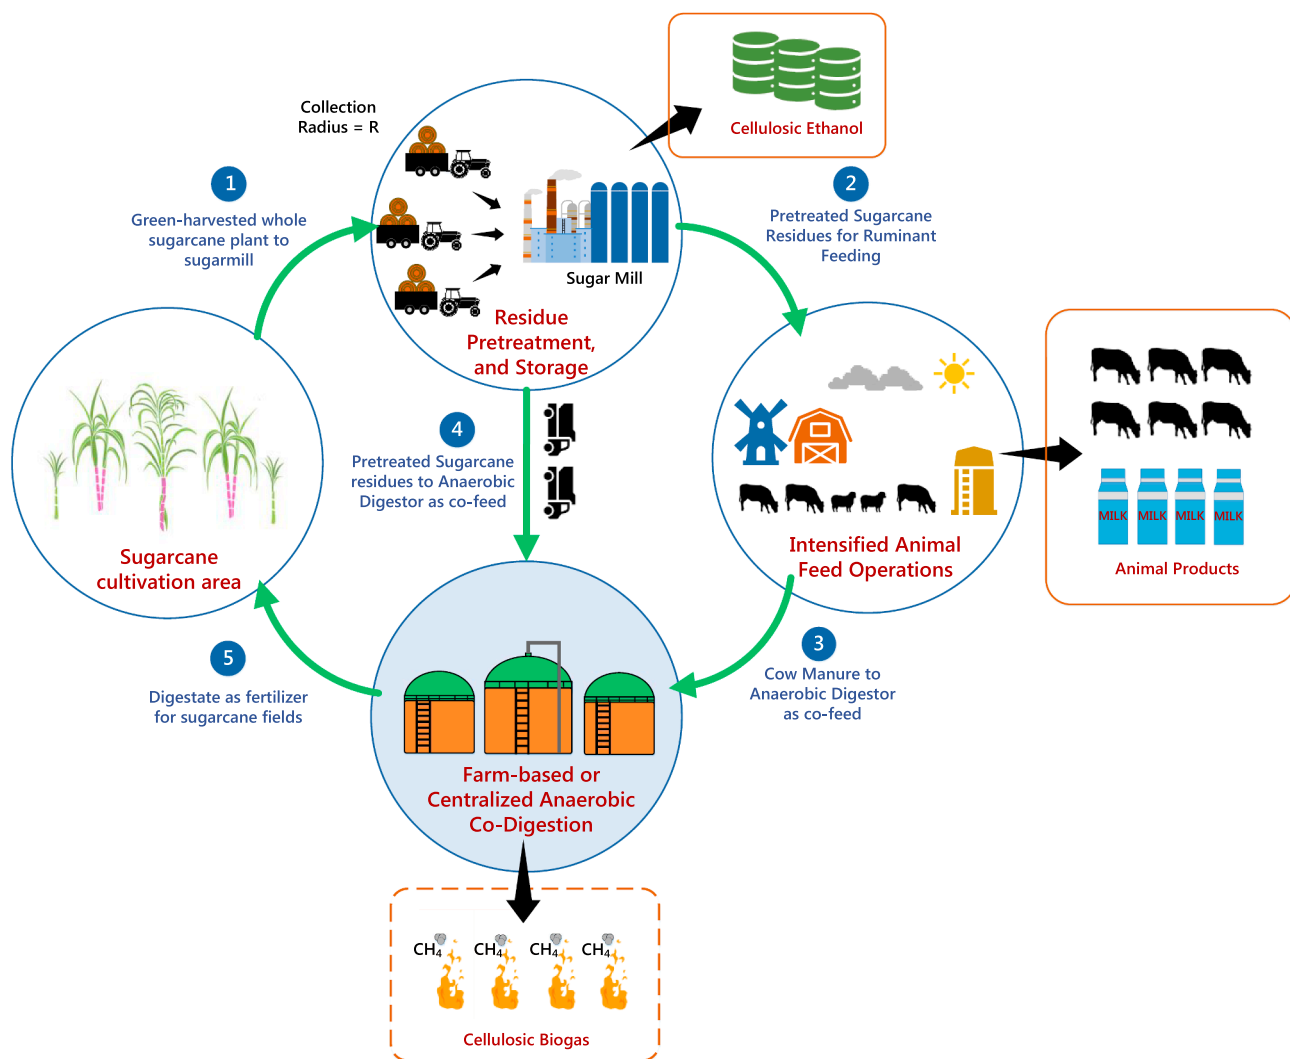 Cellulosic Ethanol
Collection
Radius = R
1
Green-harvested whole
sugarcane plant to
sugarmill
Sugar Mill
Residue
Pretreatment,
and Storage
2
Pretreated Sugarcane
Residues for Ruminant
Feeding
4
Pretreated Sugarcane
residues to Anaerobic
Digestor as co-feed
Sugarcane
cultivation area
Intensified Animal
Feed Operations
MILK MILK MILK MILK
Animal Products
5
Digestate as fertilizer
for sugarcane fields
3
Cow Manure to
Anaerobic Digestor
as co-feed
Farm-based or
Centralized Anaerobic
Co-Digestion
CH₄ CH₄ CH₄ CH₄
Cellulosic Biogas